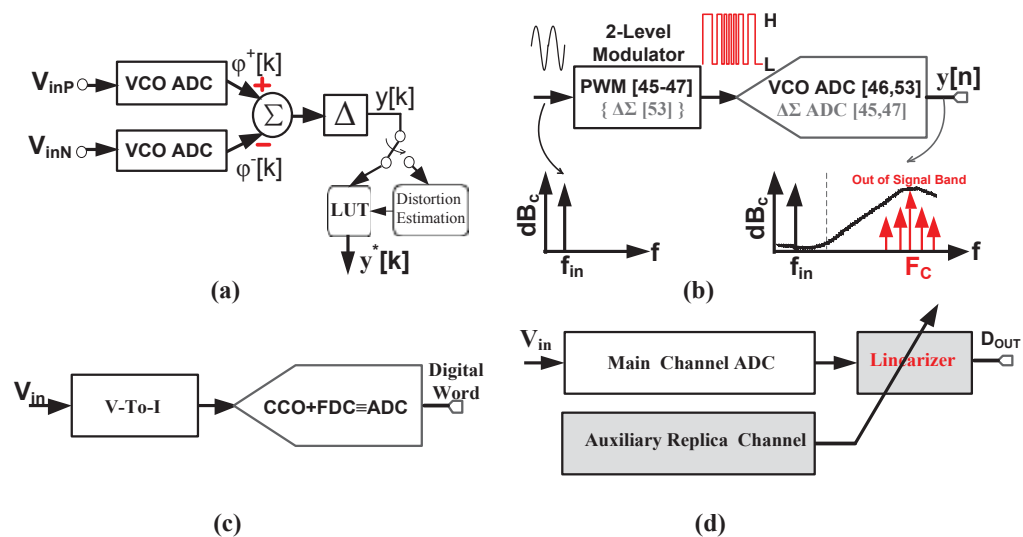 V_inP
VCO ADC
φ⁺[k]
+
Σ
−
Δ
y[k]
V_inN
VCO ADC
φ⁻[k]
LUT
Distortion
Estimation
y*[k]
(a)
2-Level
Modulator
H
L
PWM [45-47]
{ ΔΣ [53] }
VCO ADC [46,53]
ΔΣ ADC [45,47]
y[n]
dB_c
f_in
f
Out of Signal Band
dB_c
f_in
F_C
f
(b)
V_in
V-To-I
CCO+FDC≡ADC
Digital
Word
(c)
V_in
Main Channel ADC
Linearizer
D_OUT
Auxiliary Replica Channel
(d)